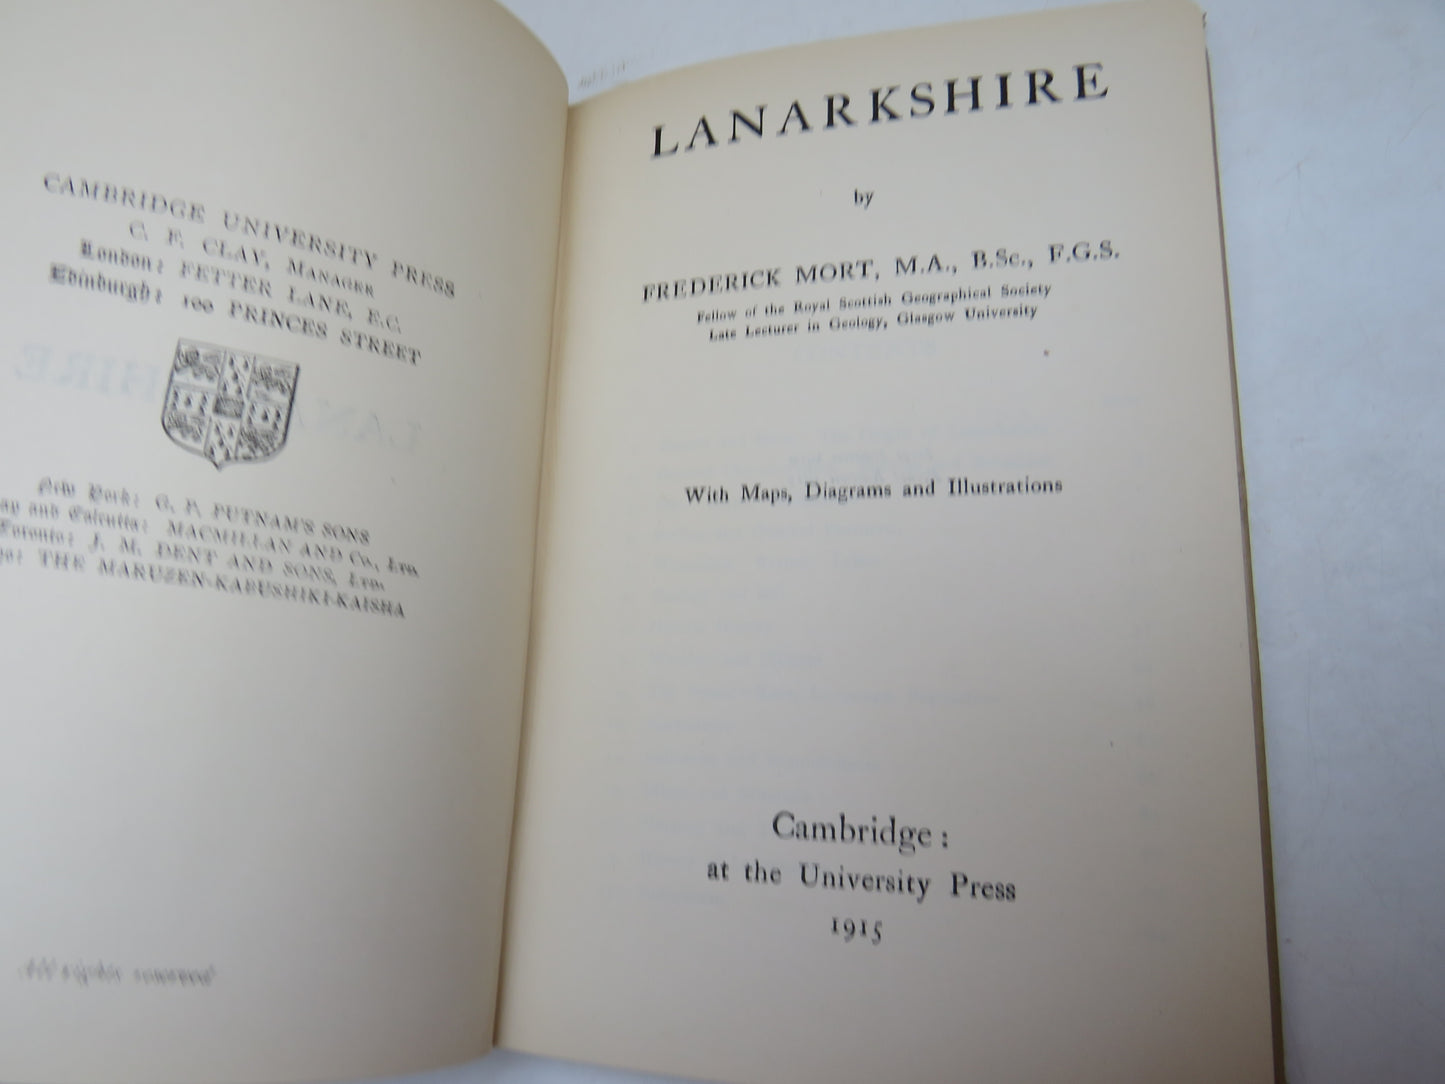 CAMBRIDGE UNIVERSITY PRESS
C. F. CLAY, MANAGER
London: FETTER LANE, E.C.
Edinburgh: 100 PRINCES STREET
New York: G. P. PUTNAM'S SONS
and Calcutta: MACMILLAN AND Co., LTD.
Toronto: J. M. DENT AND SONS, LTD.
THE MARUZEN-KABUSHIKI-KAISHA
All rights reserved
LANARKSHIRE
by
FREDERICK MORT, M.A., B.Sc., F.G.S.
Fellow of the Royal Scottish Geographical Society
Late Lecturer in Geology, Glasgow University
With Maps, Diagrams and Illustrations
Cambridge:
at the University Press
1915